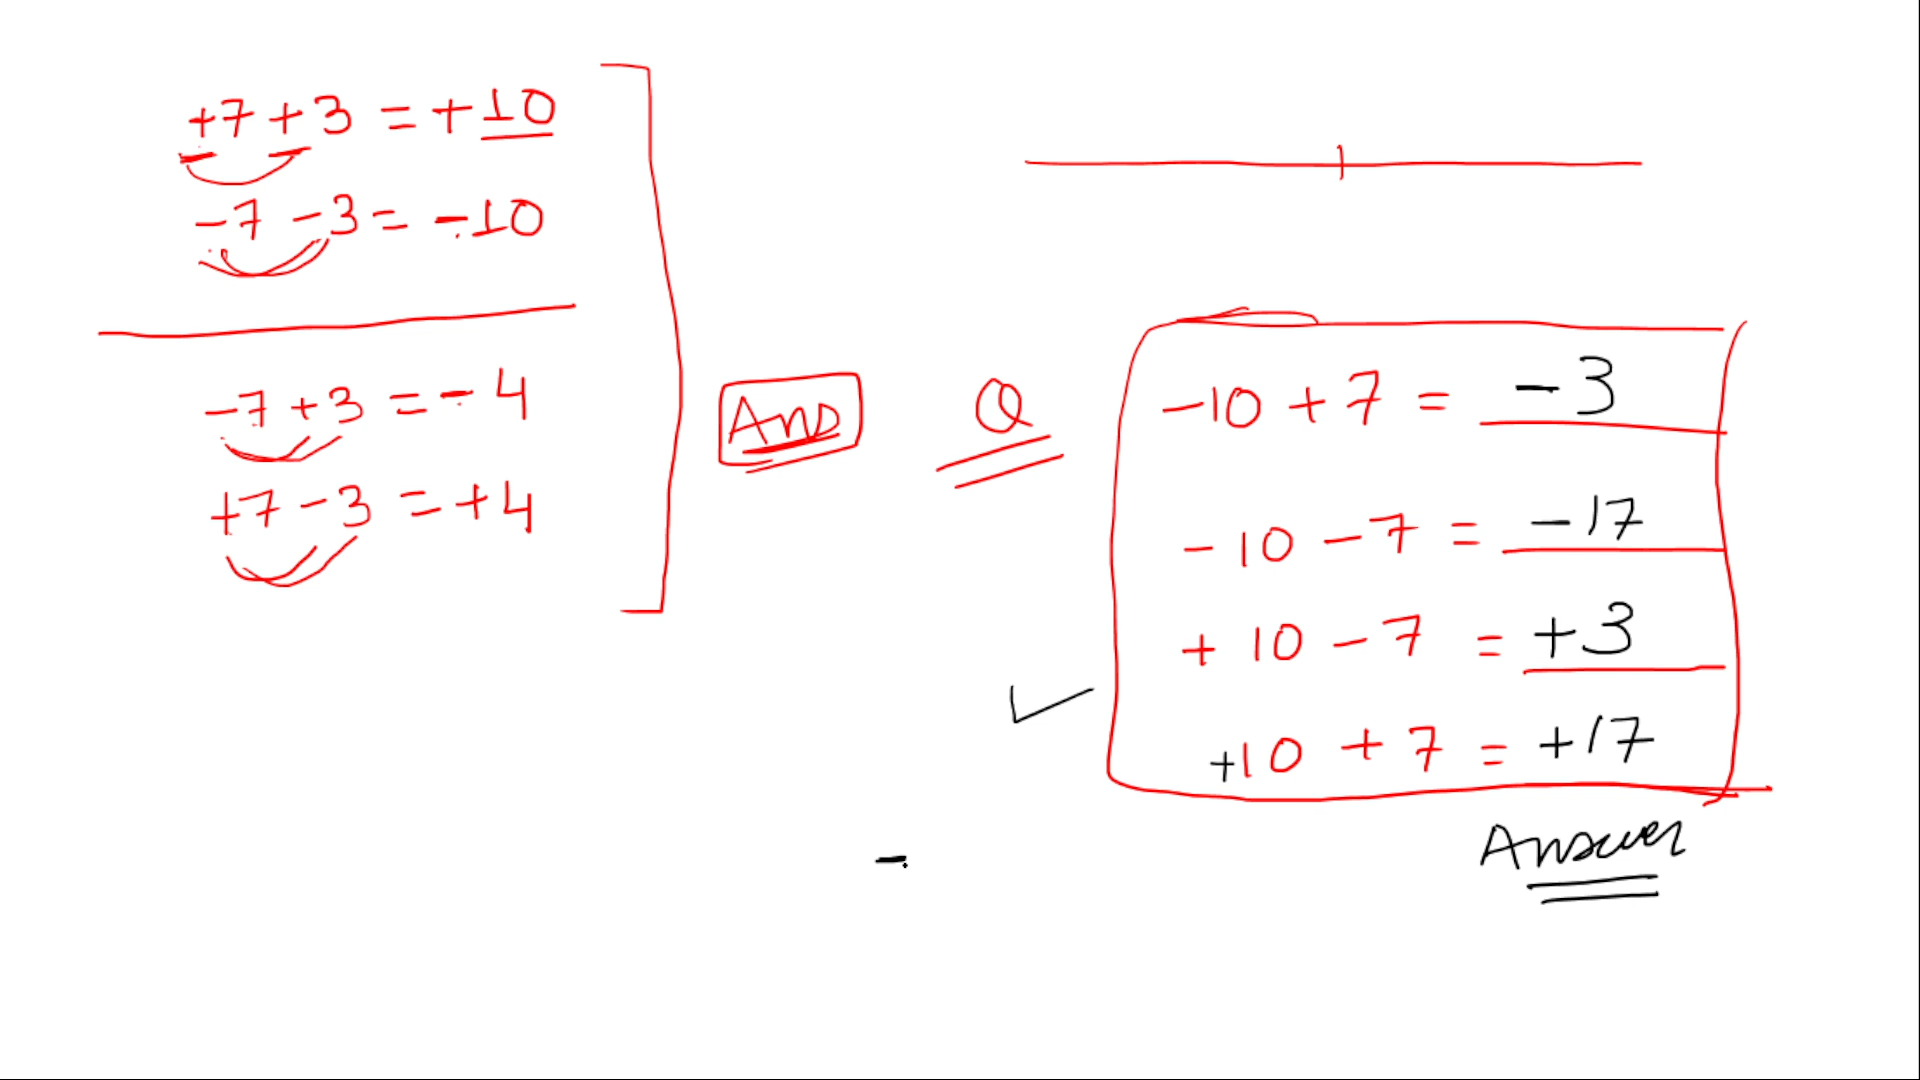 +7 + 3 = + 10
-7 - 3 = -10
-7 + 3 = - 4
+7 - 3 = +4
Ans
Q
-10 + 7 = -3
- 10 - 7 = -17
+ 10 - 7 = +3
+10 + 7 = +17
Answer